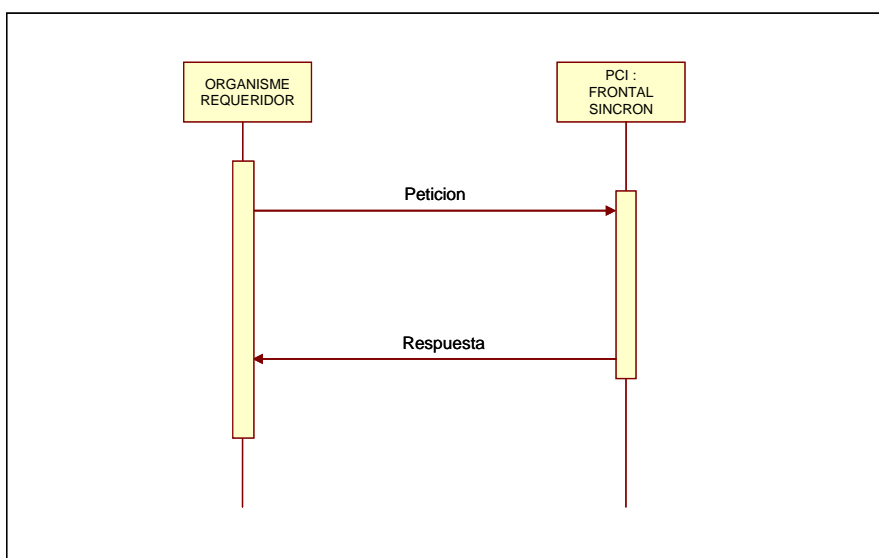 ORGANISME
REQUERIDOR
PCI :
FRONTAL
SINCRON
Peticion
Respuesta